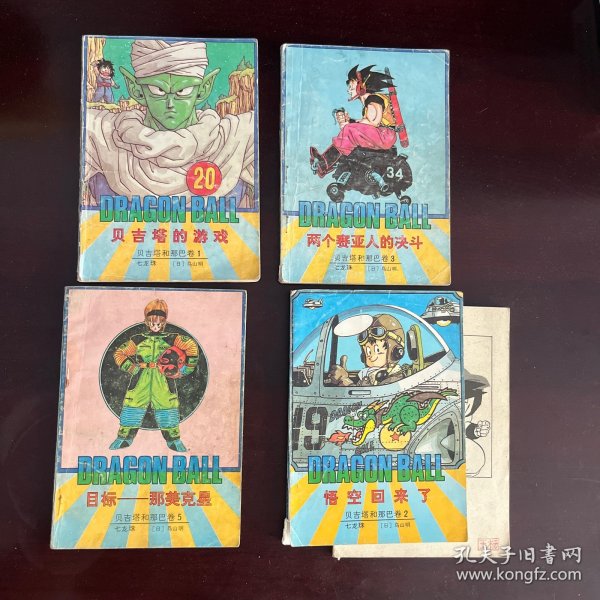 20
DRAGON BALL
贝吉塔的游戏
贝吉塔和那巴卷1
七龙珠 [日]鸟山明
34
DRAGON BALL
两个赛亚人的决斗
贝吉塔和那巴卷3
七龙珠 [日]鸟山明
DRAGON BALL
目标——那美克星
贝吉塔和那巴卷5
七龙珠 [日]鸟山明
19
DRAGON BALL
悟空回来了
贝吉塔和那巴卷2
七龙珠 [日]鸟山明
孔夫子旧书网
www.kongfz.com